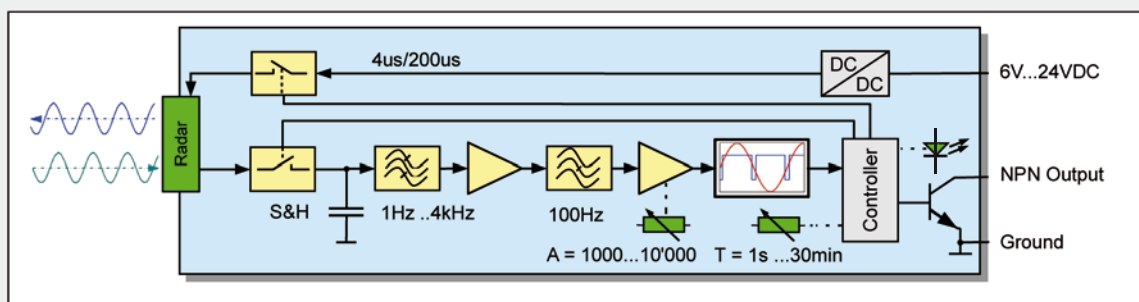 4us/200us
DC
DC
6V...24VDC
Radar
S&H
1Hz ..4kHz
100Hz
Controller
NPN Output
A = 1000...10'000
T = 1s ...30min
Ground